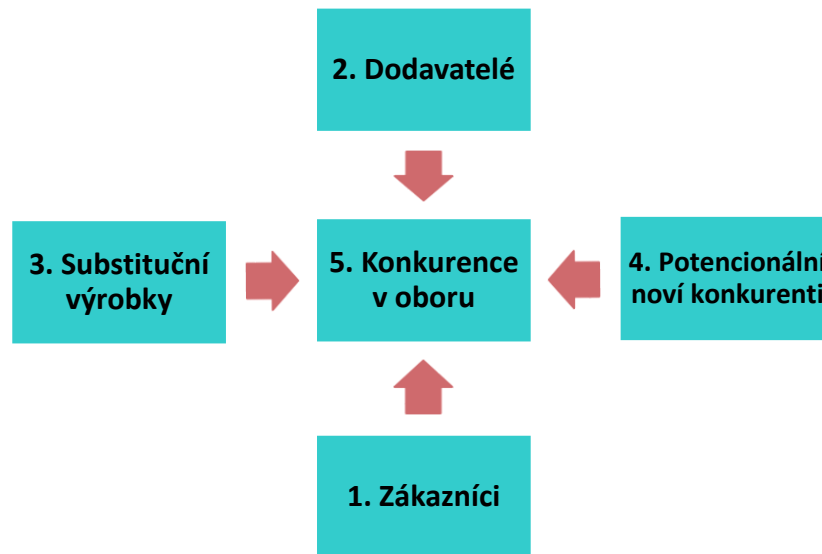 2. Dodavatelé
3. Substituční
výrobky
5. Konkurence
v oboru
4. Potencionální
noví konkurenti
1. Zákazníci